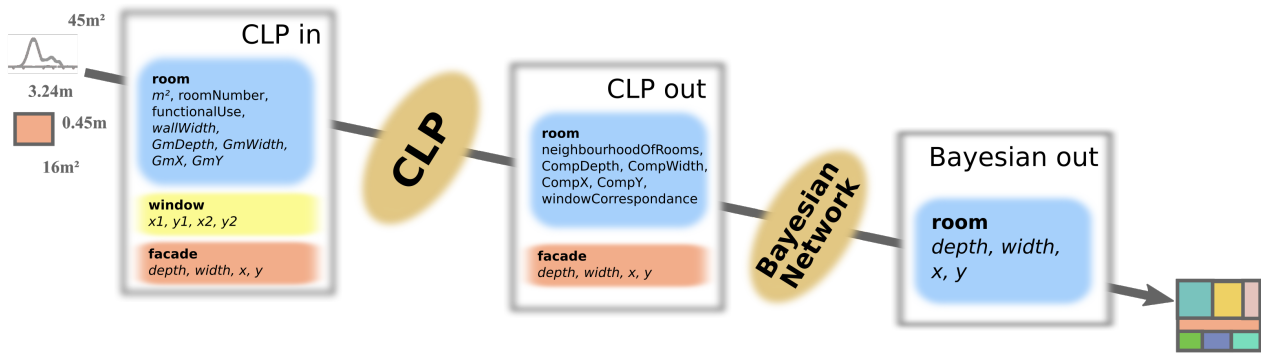 45m²
3.24m
0.45m
16m²
CLP in
room
m², roomNumber,
functionalUse,
wallWidth,
GmDepth, GmWidth,
GmX, GmY
window
x1, y1, x2, y2
facade
depth, width, x, y
CLP
CLP out
room
neighbourhoodOfRooms,
CompDepth, CompWidth,
CompX, CompY,
windowCorrespondance
facade
depth, width, x, y
Bayesian
Network
Bayesian out
room
depth, width,
x, y